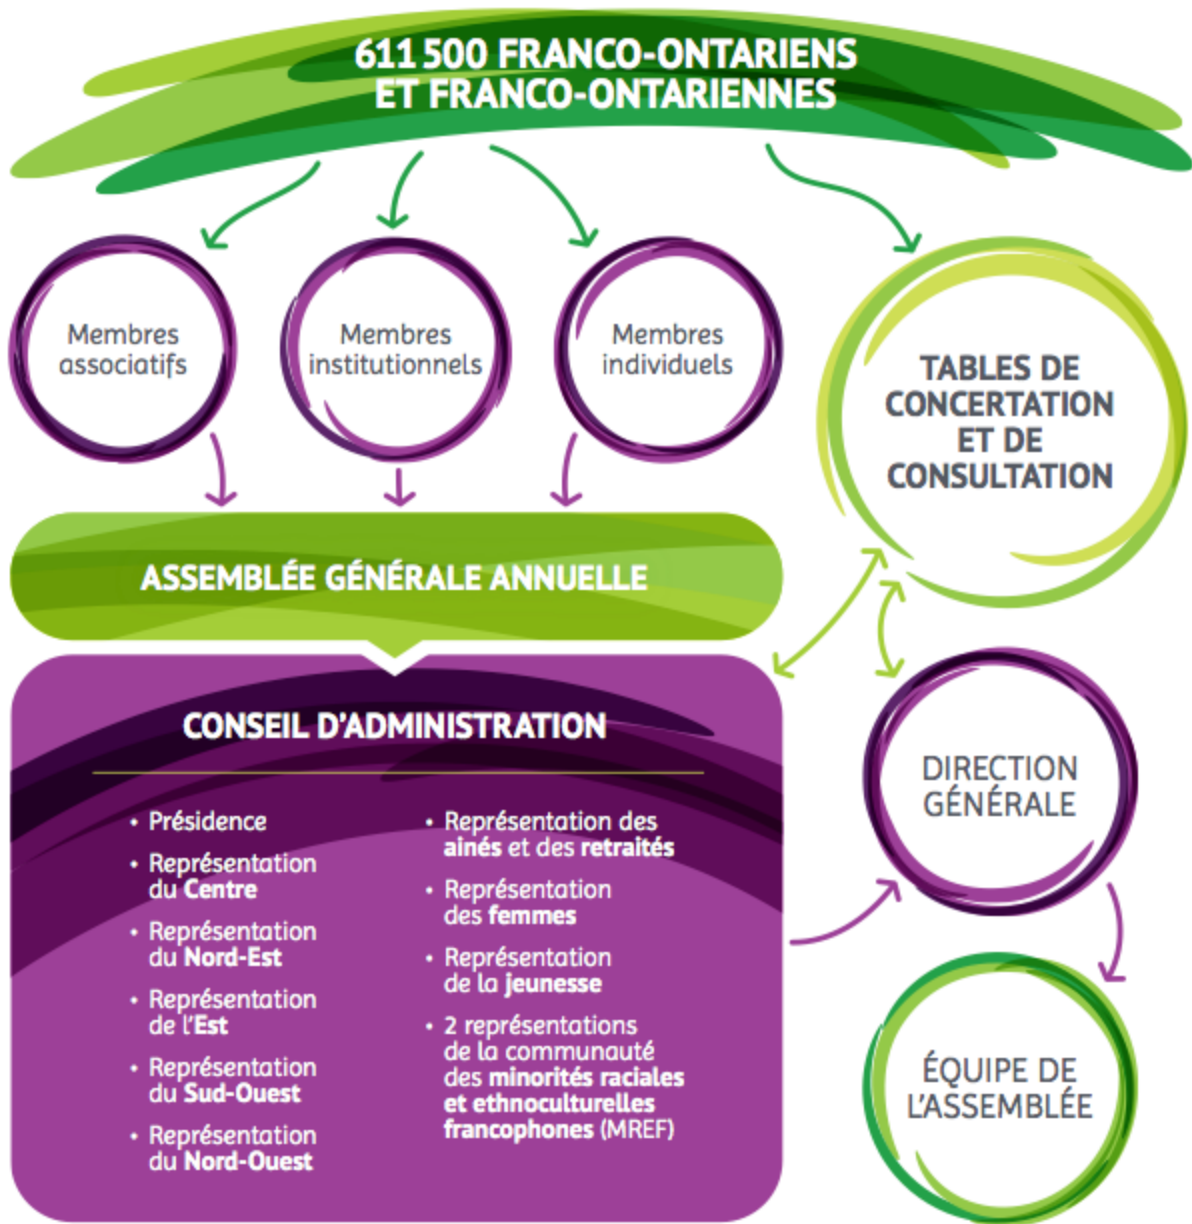 611 500 FRANCO-ONTARIENS
ET FRANCO-ONTARIENNES
Membres
associatifs
Membres
institutionnels
Membres
individuels
TABLES DE
CONCERTATION
ET DE
CONSULTATION
ASSEMBLÉE GÉNÉRALE ANNUELLE
CONSEIL D'ADMINISTRATION
• Présidence
• Représentation
du Centre
• Représentation
du Nord-Est
• Représentation
de l'Est
• Représentation
du Sud-Ouest
• Représentation
du Nord-Ouest
• Représentation des
ainés et des retraités
• Représentation
des femmes
• Représentation
de la jeunesse
• 2 représentations
de la communauté
des minorités raciales
et ethnoculturelles
francophones (MREF)
DIRECTION
GÉNÉRALE
ÉQUIPE DE
L'ASSEMBLÉE